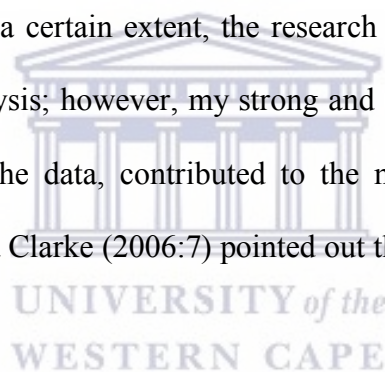 a certain extent, the research
ysis; however, my strong and
he data, contributed to the
Clarke (2006:7) pointed out
UNIVERSITY of the
WESTERN CAPE